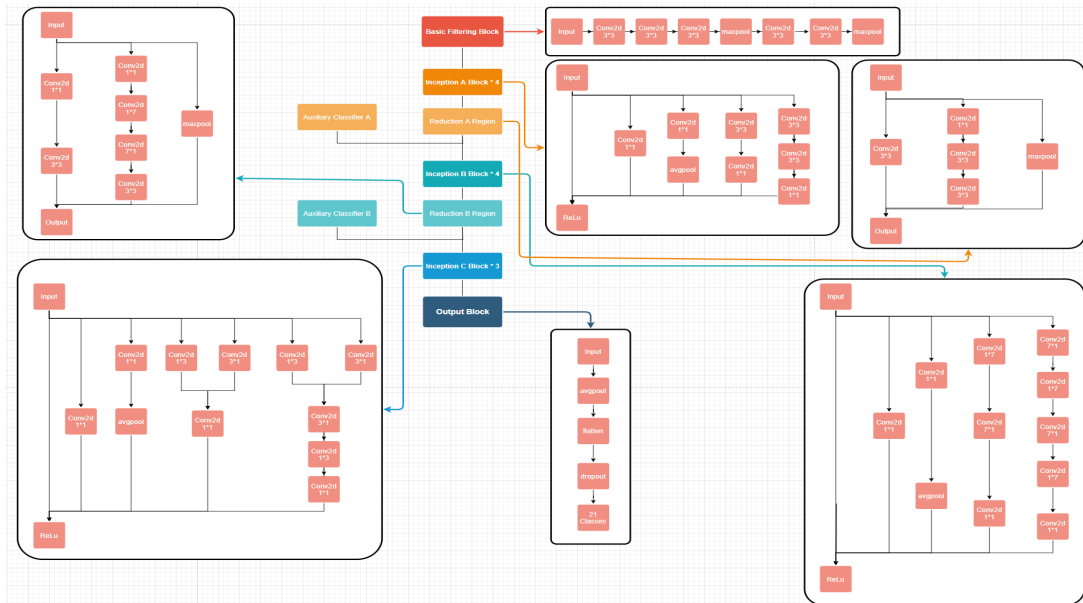 Input
Conv2d
1*1
Conv2d
3*3
Conv2d
1*1
Conv2d
1*7
Conv2d
7*1
Conv2d
3*3
maxpool
Output
Basic Filtering Block
Inception A Block * 4
Auxiliary Classifier A
Reduction A Region
Inception B Block * 4
Auxiliary Classifier B
Reduction B Region
Inception C Block * 3
Output Block
Input
Conv2d
3*3
Conv2d
3*3
Conv2d
3*3
maxpool
Conv2d
3*3
Conv2d
3*3
maxpool
Input
Conv2d
1*1
Conv2d
1*1
avgpool
Conv2d
3*3
Conv2d
1*1
Conv2d
3*3
Conv2d
3*3
Conv2d
1*1
ReLu
Input
Conv2d
3*3
Conv2d
1*1
Conv2d
3*3
Conv2d
3*3
maxpool
Output
Input
Conv2d
1*1
Conv2d
1*1
avgpool
Conv2d
1*3
Conv2d
3*1
Conv2d
1*1
Conv2d
1*3
Conv2d
3*1
Conv2d
3*1
Conv2d
1*3
Conv2d
1*1
ReLu
Input
avgpool
flatten
dropout
21
Classes
Input
Conv2d
1*1
Conv2d
1*1
avgpool
Conv2d
1*7
Conv2d
7*1
Conv2d
1*1
Conv2d
7*1
Conv2d
1*7
Conv2d
7*1
Conv2d
1*7
Conv2d
1*1
ReLu